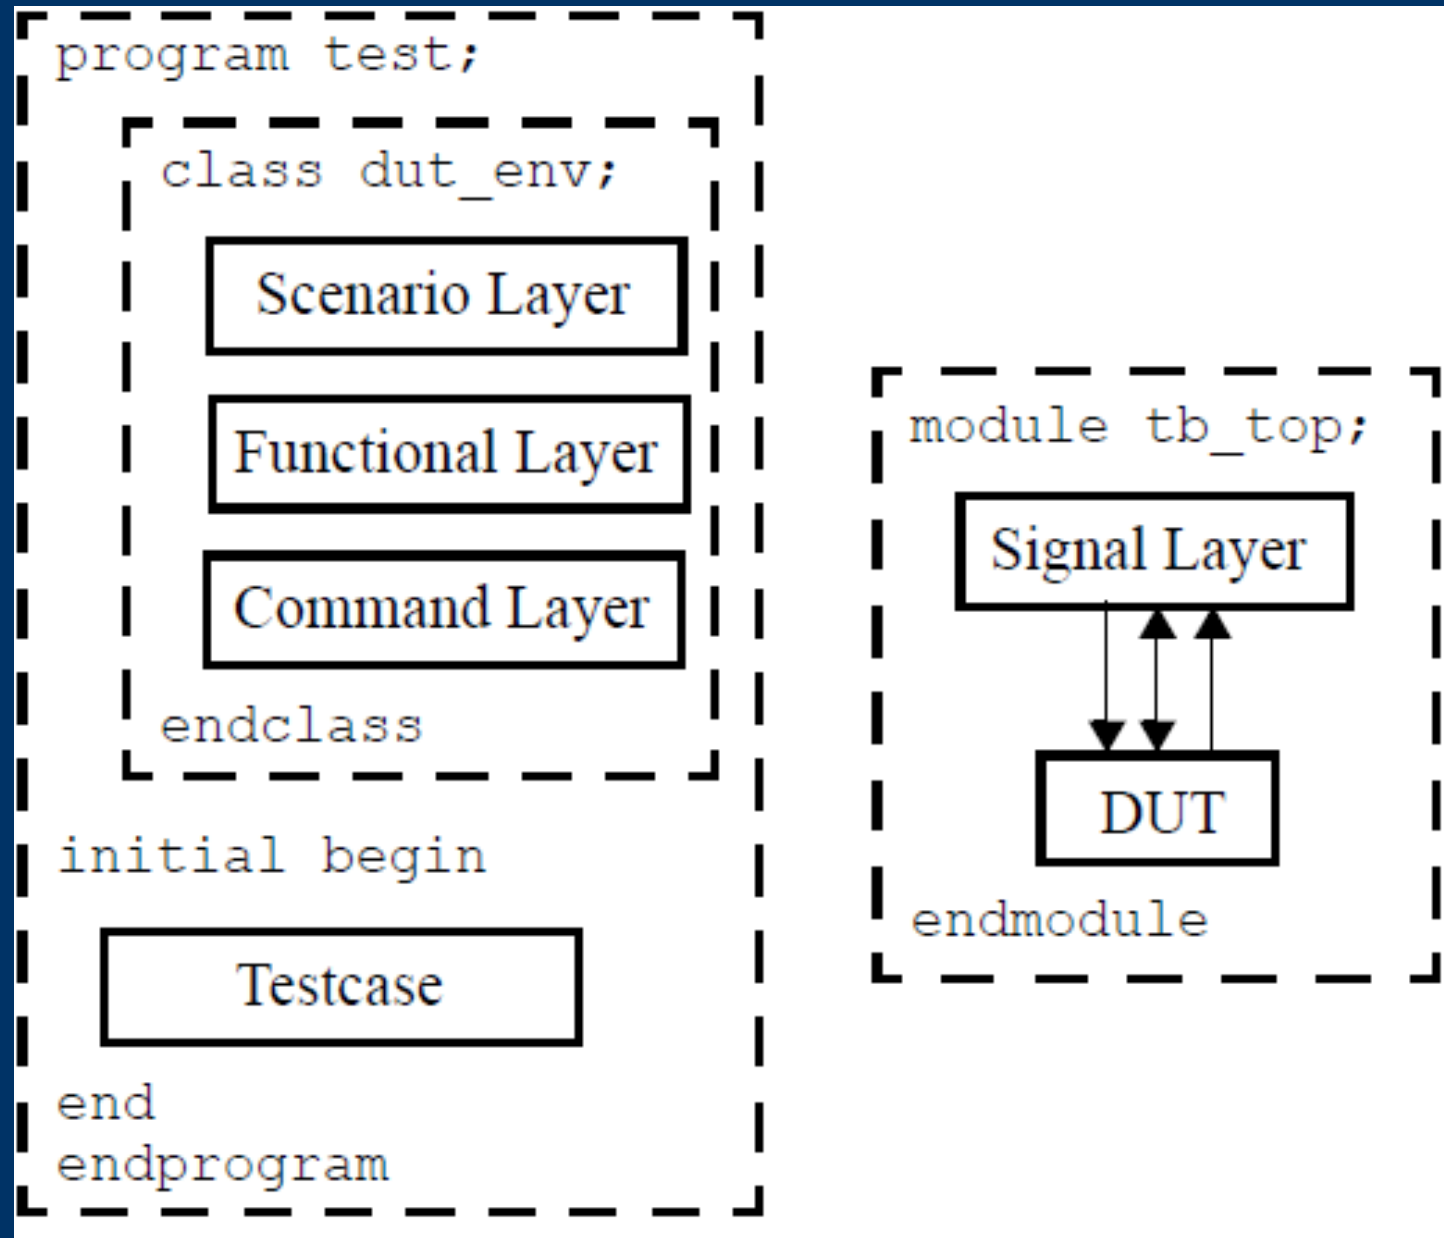 program test;
class dut_env;
Scenario Layer
Functional Layer
Command Layer
endclass
initial begin
Testcase
end
endprogram
module tb_top;
Signal Layer
DUT
endmodule